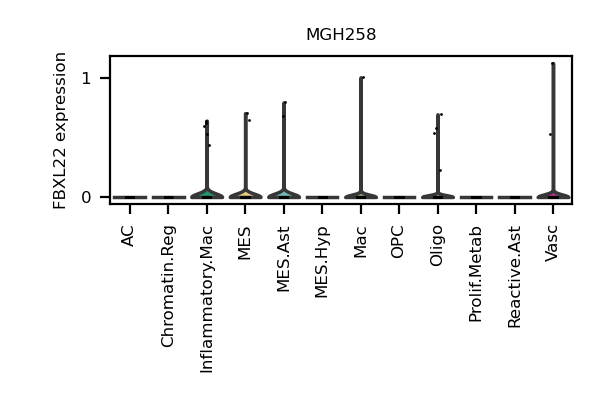 MGH258
FBXL22 expression
1
0
AC
Chromatin.Reg
Inflammatory.Mac
MES
MES.Ast
MES.Hyp
Mac
OPC
Oligo
Prolif.Metab
Reactive.Ast
Vasc